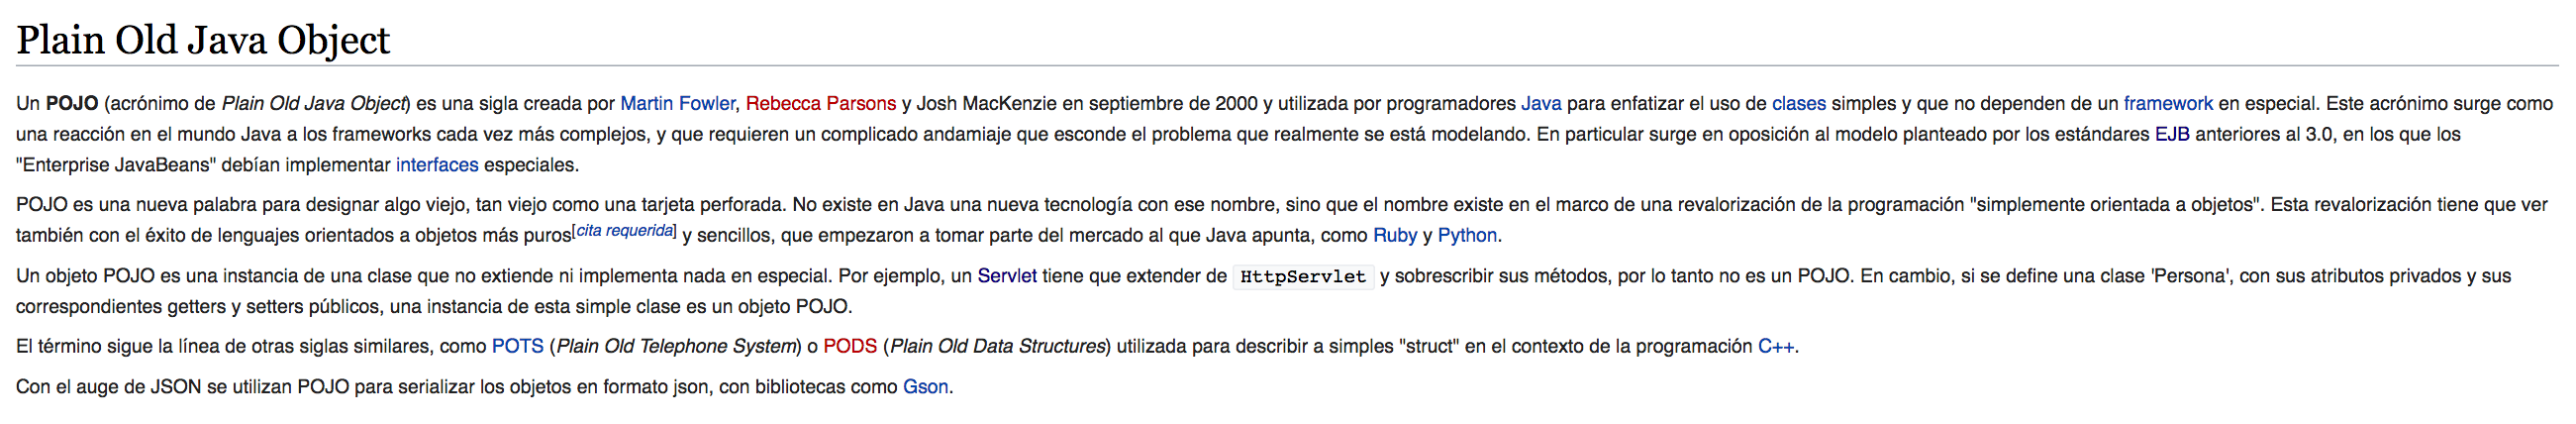 Plain Old Java Object
Un POJO (acrónimo de Plain Old Java Object) es una sigla creada por Martin Fowler, Rebecca Parsons y Josh MacKenzie en septiembre de 2000 y utilizada por programadores Java para enfatizar el uso de clases simples y que no dependen de un framework en especial. Este acrónimo surge como
una reacción en el mundo Java a los frameworks cada vez más complejos, y que requieren un complicado andamiaje que esconde el problema que realmente se está modelando. En particular surge en oposición al modelo planteado por los estándares EJB anteriores al 3.0, en los que los
"Enterprise JavaBeans" debían implementar interfaces especiales.
POJO es una nueva palabra para designar algo viejo, tan viejo como una tarjeta perforada. No existe en Java una nueva tecnología con ese nombre, sino que el nombre existe en el marco de una revalorización de la programación "simplemente orientada a objetos". Esta revalorización tiene que ver
también con el éxito de lenguajes orientados a objetos más puros[cita requerida] y sencillos, que empezaron a tomar parte del mercado al que Java apunta, como Ruby y Python.
Un objeto POJO es una instancia de una clase que no extiende ni implementa nada en especial. Por ejemplo, un Servlet tiene que extender de HttpServlet y sobrescribir sus métodos, por lo tanto no es un POJO. En cambio, si se define una clase 'Persona', con sus atributos privados y sus
correspondientes getters y setters públicos, una instancia de esta simple clase es un objeto POJO.
El término sigue la línea de otras siglas similares, como POTS (Plain Old Telephone System) o PODS (Plain Old Data Structures) utilizada para describir a simples "struct" en el contexto de la programación C++.
Con el auge de JSON se utilizan POJO para serializar los objetos en formato json, con bibliotecas como Gson.